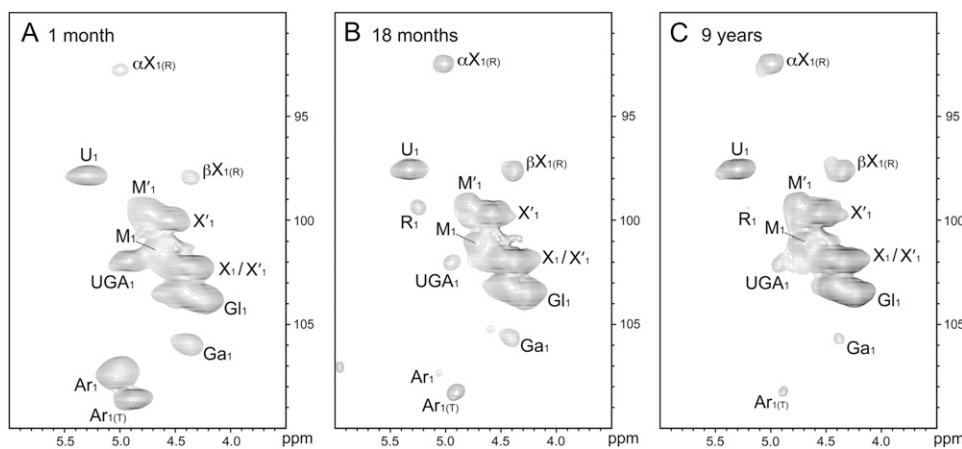 A 1 month
αX1(R)
95
U1
βX1(R)
M'1
100
X'1
M1
X1/X'1
UGA1
Gl1
105
Ga1
Ar1
Ar1(T)
5.5 5.0 4.5 4.0 ppm
B 18 months
αX1(R)
95
U1
βX1(R)
M'1
100
R1
X'1
M1
X1/X'1
UGA1
Gl1
105
Ga1
Ar1
Ar1(T)
5.5 5.0 4.5 4.0 ppm
C 9 years
αX1(R)
95
U1
βX1(R)
M'1
100
R1
X'1
M1
X1/X'1
UGA1
Gl1
105
Ga1
Ar1(T)
5.5 5.0 4.5 4.0 ppm